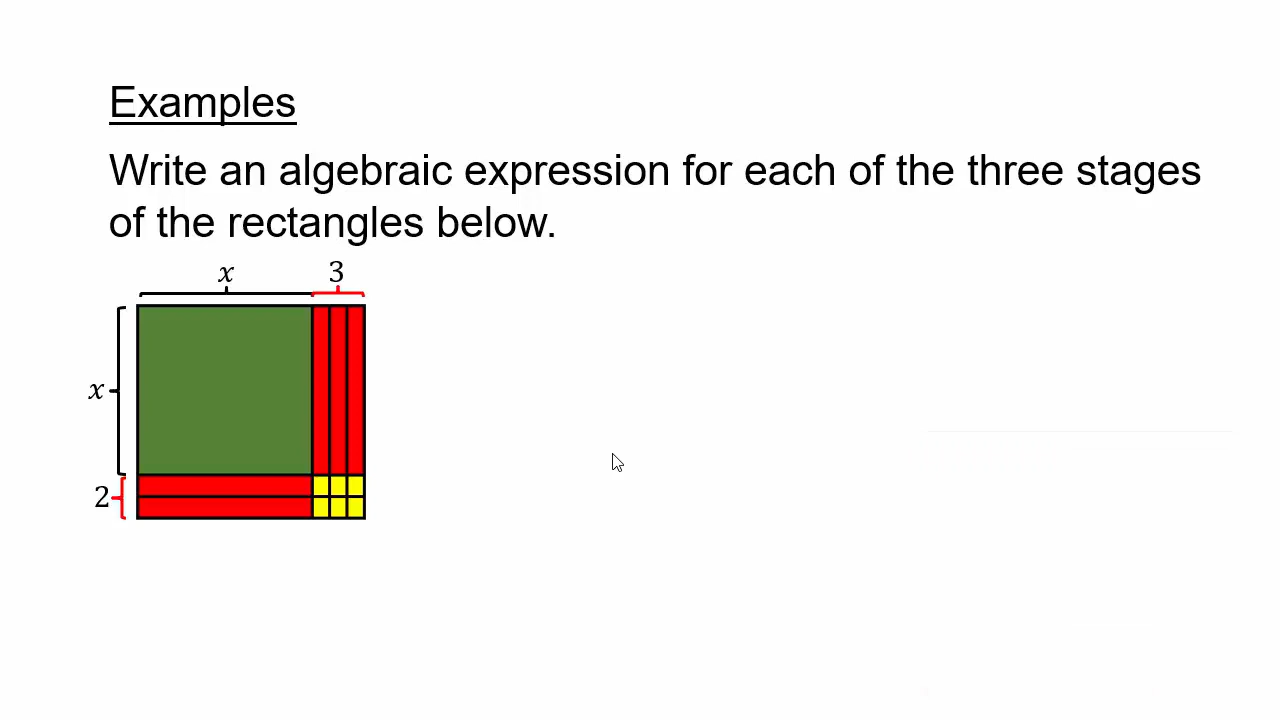 Examples
Write an algebraic expression for each of the three stages
of the rectangles below.
x 3
x
2